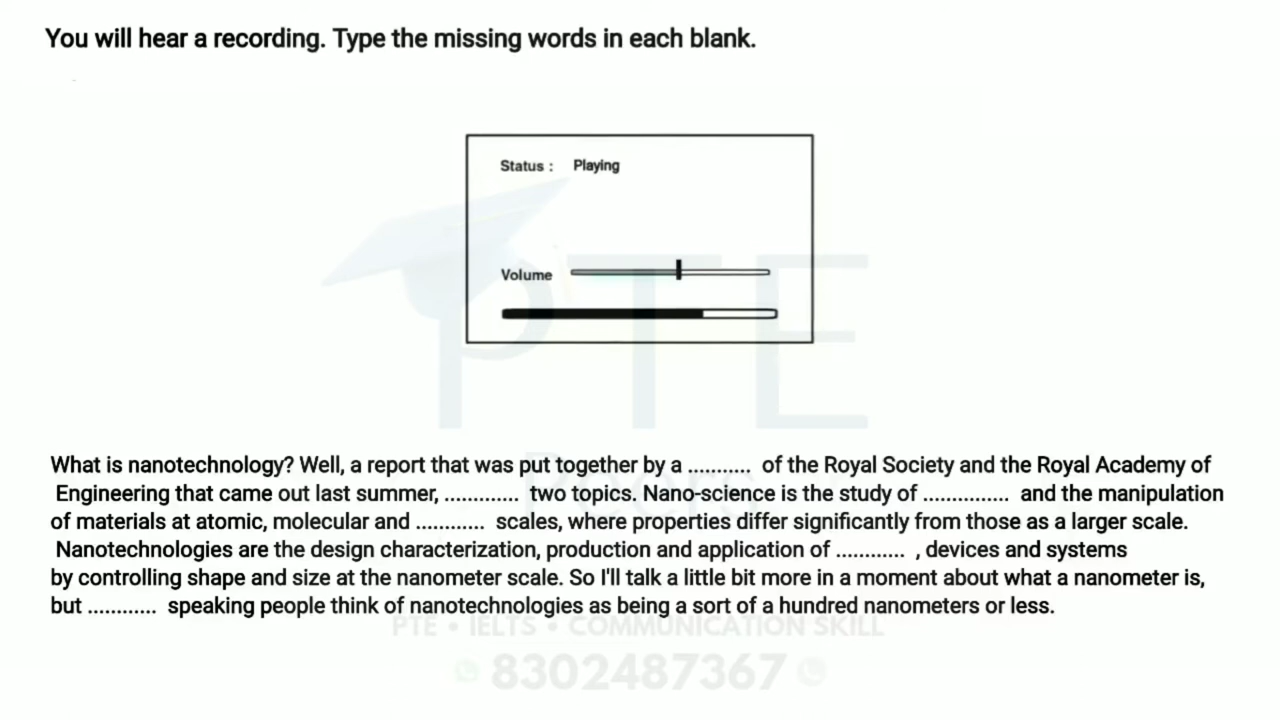 You will hear a recording. Type the missing words in each blank.
Status : Playing
Volume
PTE
Peers
What is nanotechnology? Well, a report that was put together by a ........... of the Royal Society and the Royal Academy of
Engineering that came out last summer, ............. two topics. Nano-science is the study of ............... and the manipulation
of materials at atomic, molecular and ............ scales, where properties differ significantly from those as a larger scale.
Nanotechnologies are the design characterization, production and application of ............ , devices and systems
by controlling shape and size at the nanometer scale. So I'll talk a little bit more in a moment about what a nanometer is,
but ............ speaking people think of nanotechnologies as being a sort of a hundred nanometers or less.
PTE • IELTS • COMMUNICATION SKILL
8302487367